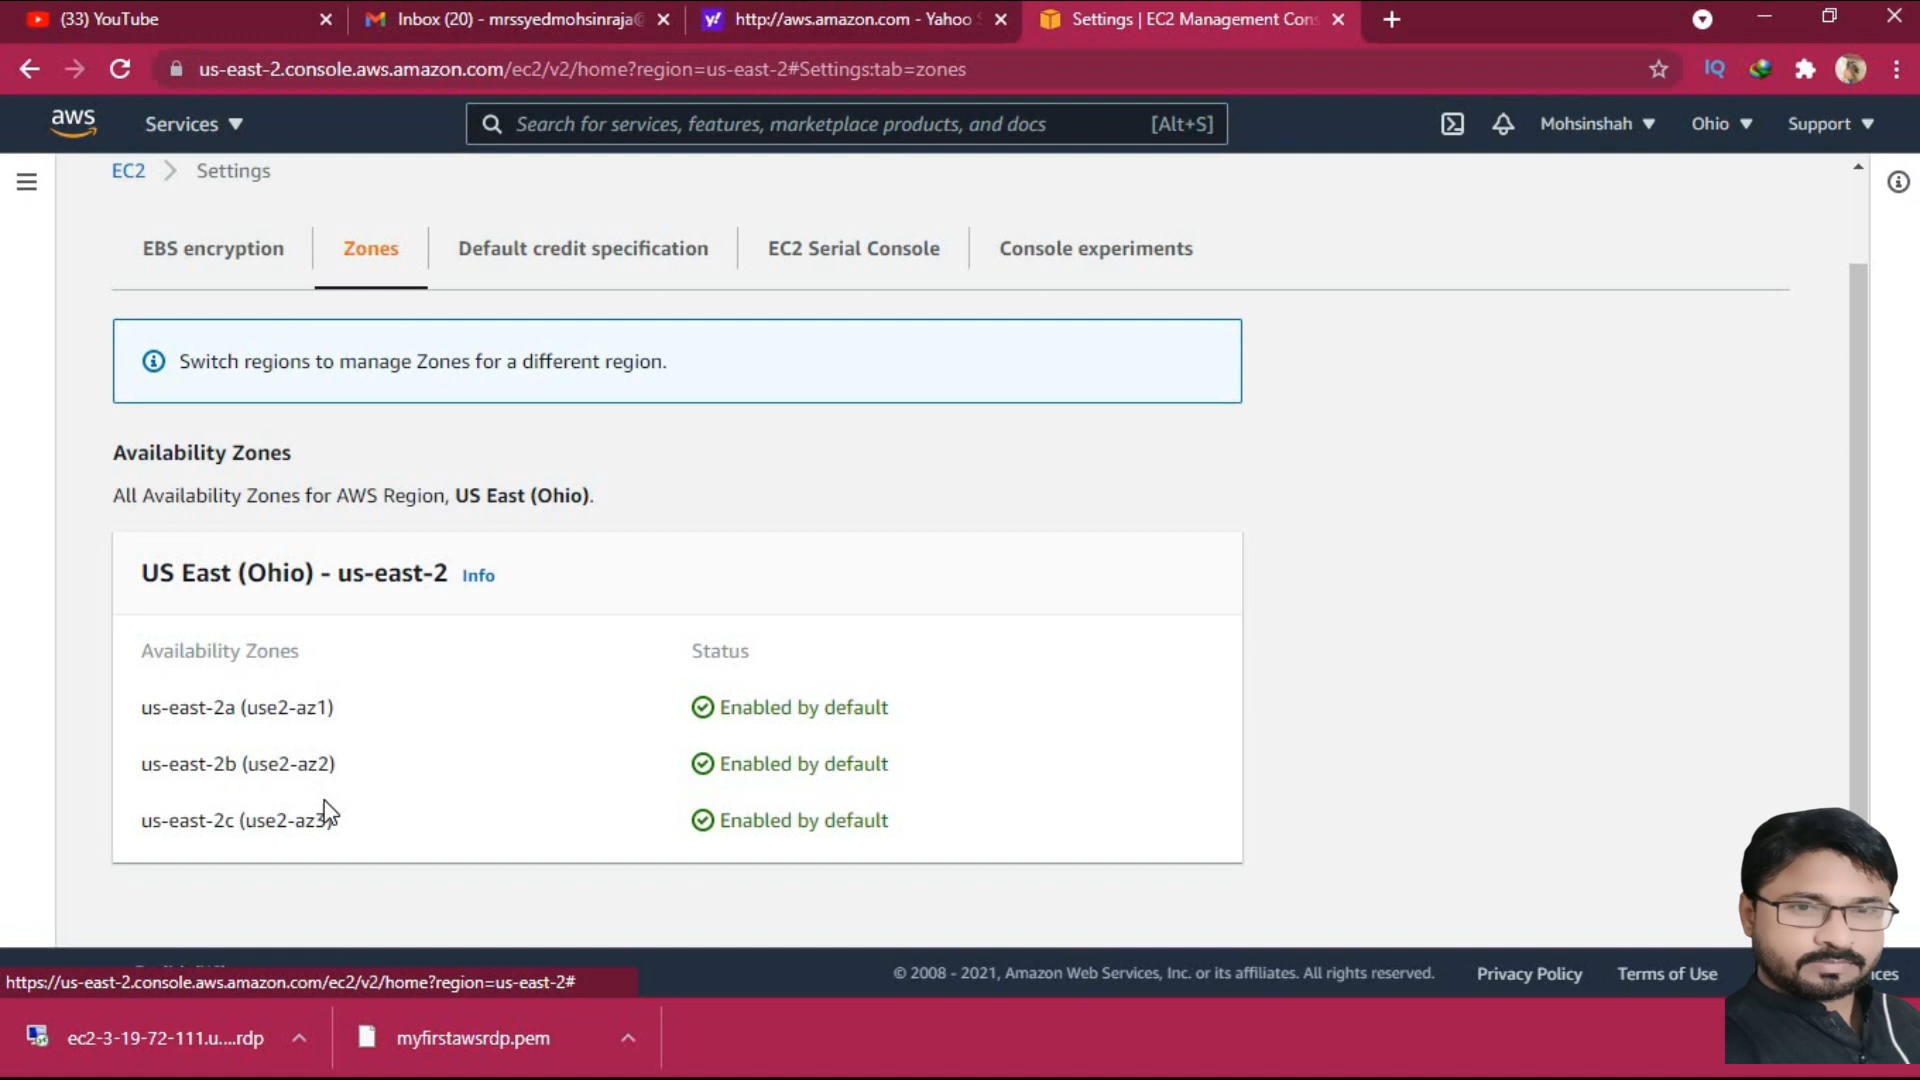 (33) YouTube
Inbox (20) - mrssyedmohsinraja@
http://aws.amazon.com - Yahoo S
Settings | EC2 Management Cons
us-east-2.console.aws.amazon.com/ec2/v2/home?region=us-east-2#Settings:tab=zones
IQ
aws
Services
Search for services, features, marketplace products, and docs
[Alt+S]
Mohsinshah
Ohio
Support
EC2
Settings
EBS encryption
Zones
Default credit specification
EC2 Serial Console
Console experiments
Switch regions to manage Zones for a different region.
Availability Zones
All Availability Zones for AWS Region, US East (Ohio).
US East (Ohio) - us-east-2 Info
Availability Zones
Status
us-east-2a (use2-az1)
Enabled by default
us-east-2b (use2-az2)
Enabled by default
us-east-2c (use2-az3)
Enabled by default
© 2008 - 2021, Amazon Web Services, Inc. or its affiliates. All rights reserved.
Privacy Policy
Terms of Use
https://us-east-2.console.aws.amazon.com/ec2/v2/home?region=us-east-2#
ec2-3-19-72-111.u....rdp
myfirstawsrdp.pem